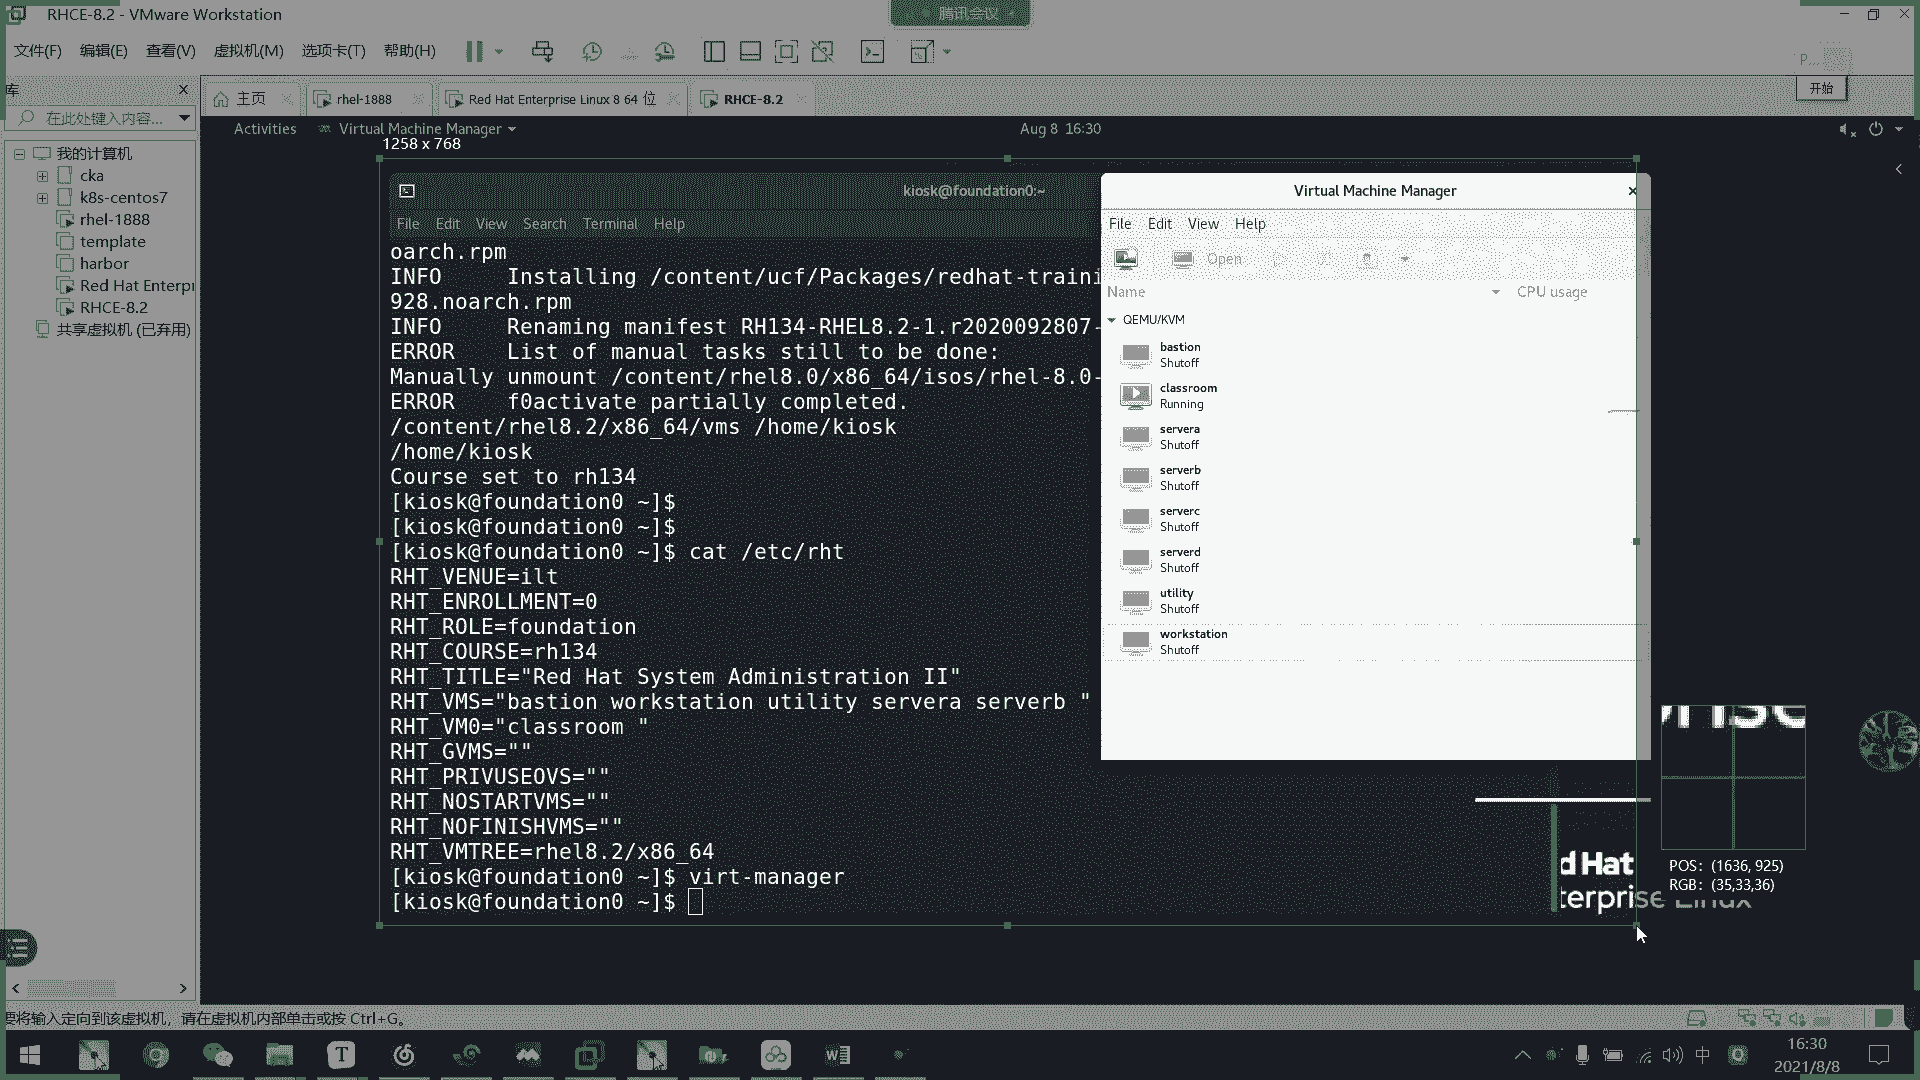 RHCE-8.2 - VMware Workstation
腾讯会议
文件(F) 编辑(E) 查看(V) 虚拟机(M) 选项卡(T) 帮助(H)
P...
开始
库
在此处键入内容...
我的计算机
cka
k8s-centos7
rhel-1888
template
harbor
Red Hat Enterpi
RHCE-8.2
共享虚拟机 (已弃用)
主页
rhel-1888
Red Hat Enterprise Linux 8 64 位
RHCE-8.2
Activities
Virtual Machine Manager
Aug 8 16:30
1258 x 768
kiosk@foundation0:~
File Edit View Search Terminal Help
oarch.rpm
INFO Installing /content/ucf/Packages/redhat-traini
928.noarch.rpm
INFO Renaming manifest RH134-RHEL8.2-1.r2020092807-
ERROR List of manual tasks still to be done:
Manually unmount /content/rhel8.0/x86_64/isos/rhel-8.0-
ERROR f0activate partially completed.
/content/rhel8.2/x86_64/vms /home/kiosk
/home/kiosk
Course set to rh134
[kiosk@foundation0 ~]$
[kiosk@foundation0 ~]$
[kiosk@foundation0 ~]$ cat /etc/rht
RHT_VENUE=ilt
RHT_ENROLLMENT=0
RHT_ROLE=foundation
RHT_COURSE=rh134
RHT_TITLE="Red Hat System Administration II"
RHT_VMS="bastion workstation utility servera serverb "
RHT_VM0="classroom "
RHT_GVMS=""
RHT_PRIVUSEOVS=""
RHT_NOSTARTVMS=""
RHT_NOFINISHVMS=""
RHT_VMTREE=rhel8.2/x86_64
[kiosk@foundation0 ~]$ virt-manager
[kiosk@foundation0 ~]$
Virtual Machine Manager
File Edit View Help
Open
Name
CPU usage
QEMU/KVM
bastion
Shutoff
classroom
Running
servera
Shutoff
serverb
Shutoff
serverc
Shutoff
serverd
Shutoff
utility
Shutoff
workstation
Shutoff
d Hat
terprise Linux
POS: (1636, 925)
RGB: (35,33,36)
要将输入定向到该虚拟机，请在虚拟机内部单击或按 Ctrl+G。
中
16:30
2021/8/8